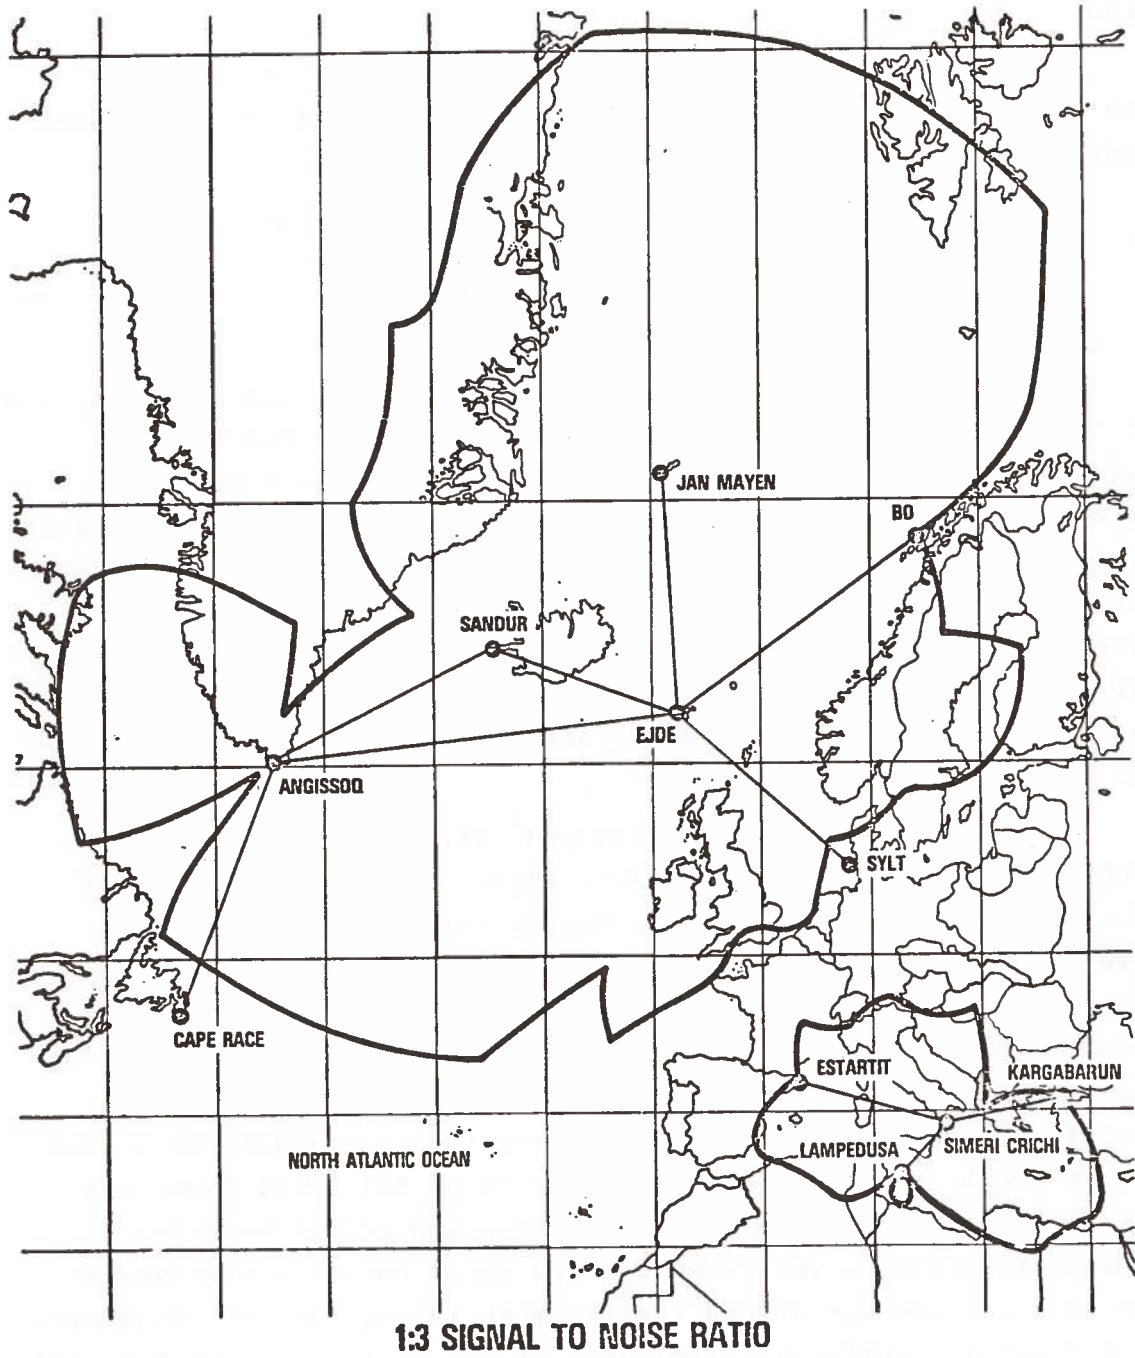 JAN MAYEN
BO
SANDUR
EJDE
ANGISSOQ
SYLT
CAPE RACE
ESTARTIT
KARGABARUN
LAMPEDUSA
SIMERI CRICHI
NORTH ATLANTIC OCEAN
1:3 SIGNAL TO NOISE RATIO